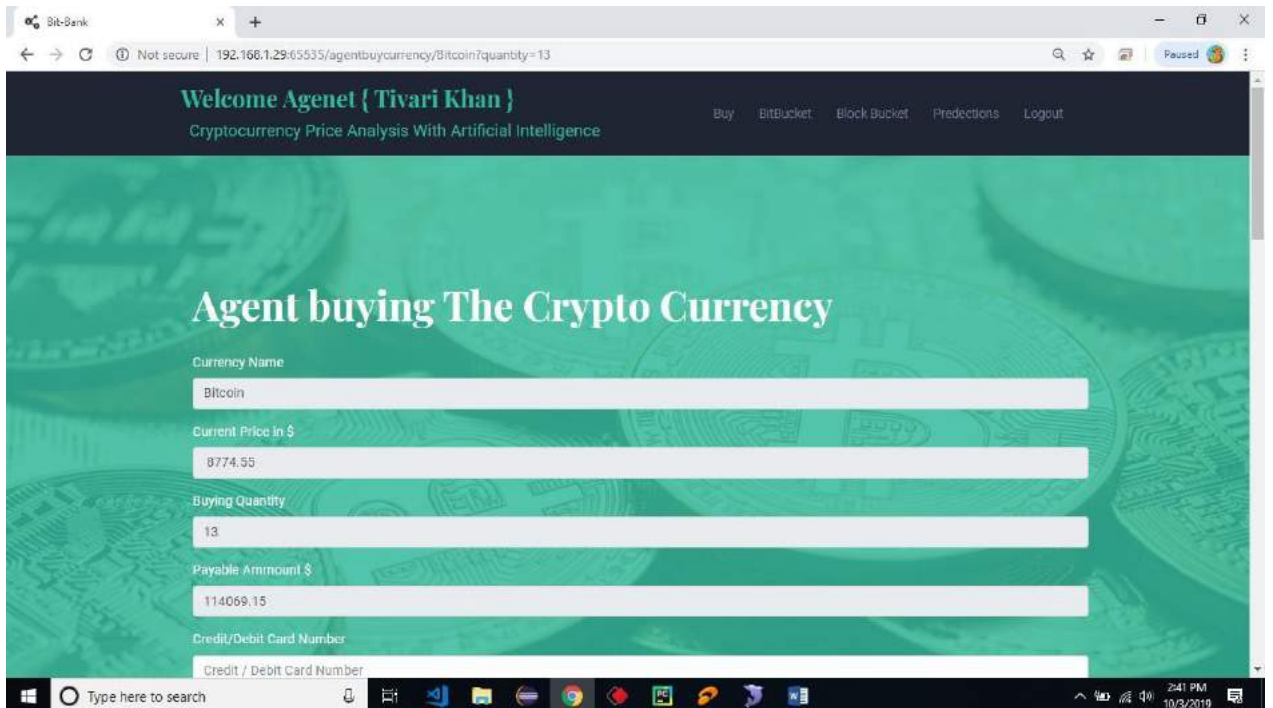 Bit-Bank
Not secure | 192.168.1.29:65535/agentbuycurrency/Bitcoin?quantity=13
Paused
Welcome Agenet { Tivari Khan }
Cryptocurrency Price Analysis With Artificial Intelligence
Buy BitBucket Block Bucket Predections Logout
Agent buying The Crypto Currency
Currency Name
Bitcoin
Current Price in $
8774.55
Buying Quantity
13
Payable Ammount $
114069.15
Credit/Debit Card Number
Credit / Debit Card Number
Type here to search
2:41 PM
10/3/2019